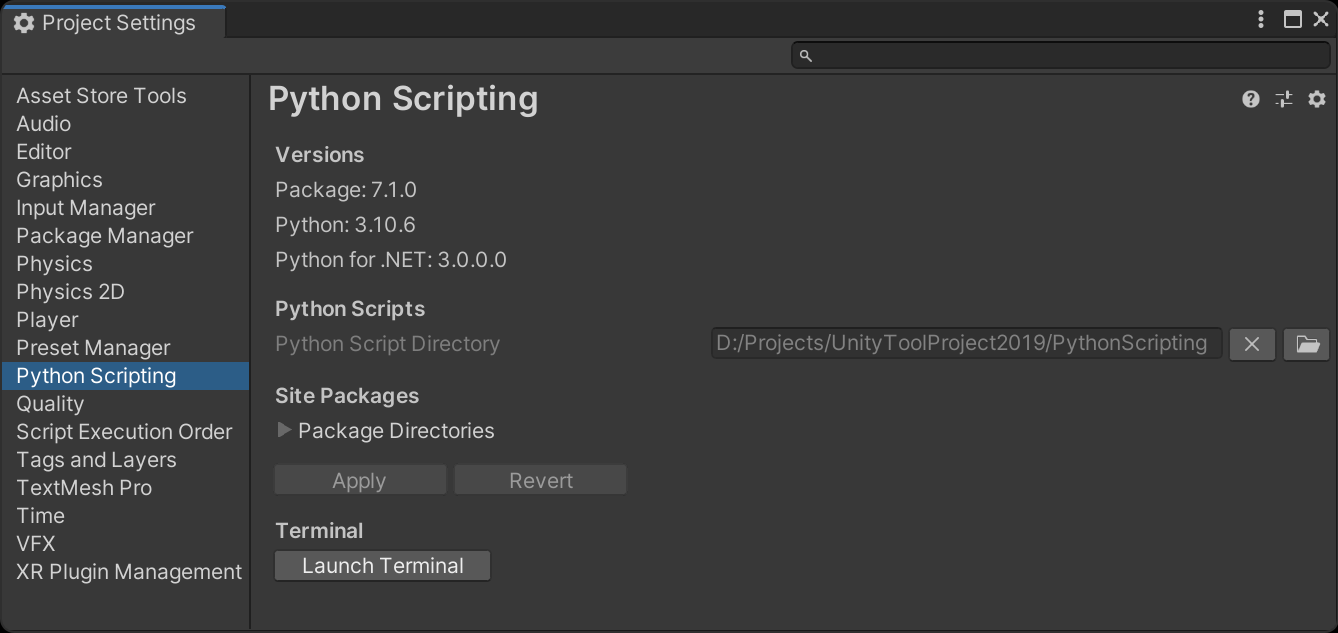 Project Settings
Asset Store Tools
Audio
Editor
Graphics
Input Manager
Package Manager
Physics
Physics 2D
Player
Preset Manager
Python Scripting
Quality
Script Execution Order
Tags and Layers
TextMesh Pro
Time
VFX
XR Plugin Management
Python Scripting
Versions
Package: 7.1.0
Python: 3.10.6
Python for .NET: 3.0.0.0
Python Scripts
Python Script Directory D:/Projects/UnityToolProject2019/PythonScripting
Site Packages
Package Directories
Apply Revert
Terminal
Launch Terminal